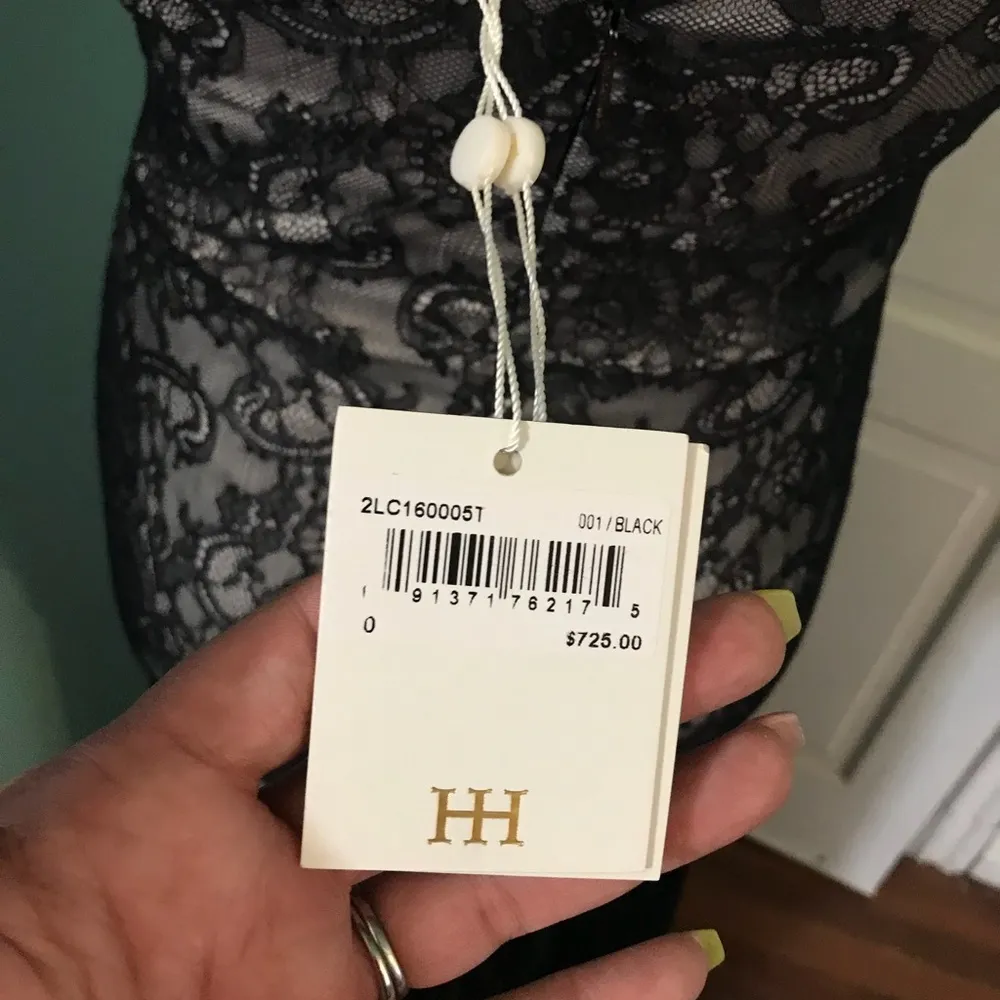 2LC160005T 001 / BLACK
1 91371 76217 5
0 $725.00
HH